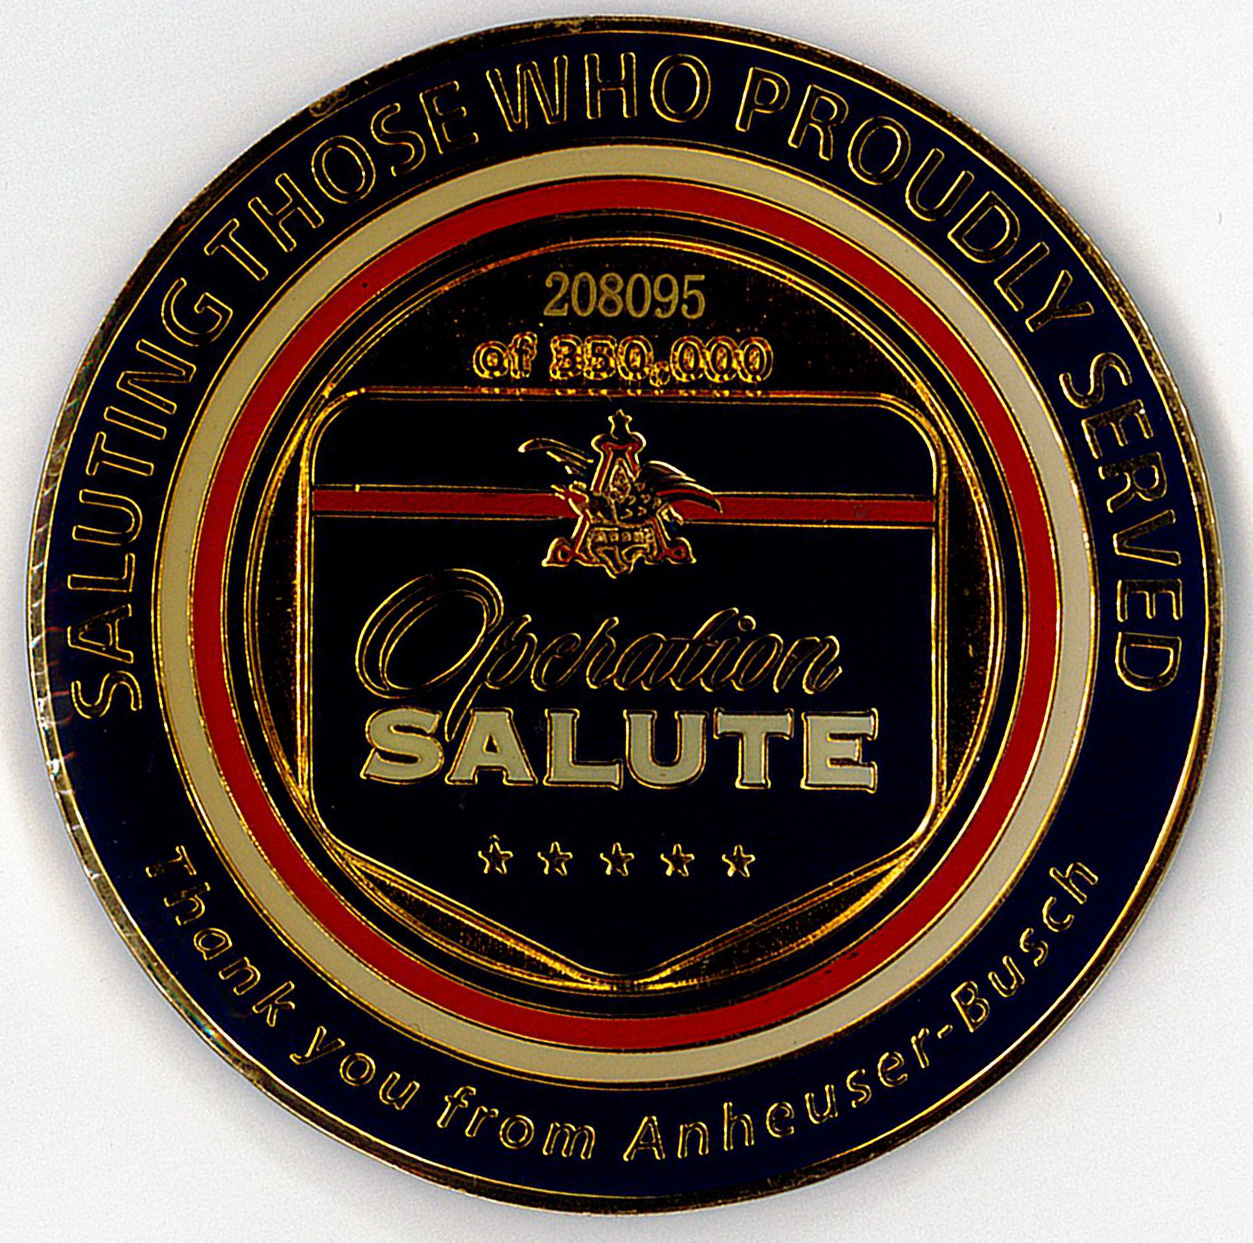 SALUTING THOSE WHO PROUDLY SERVED
208095
of 350,000
Operation
SALUTE
Thank you from Anheuser-Busch